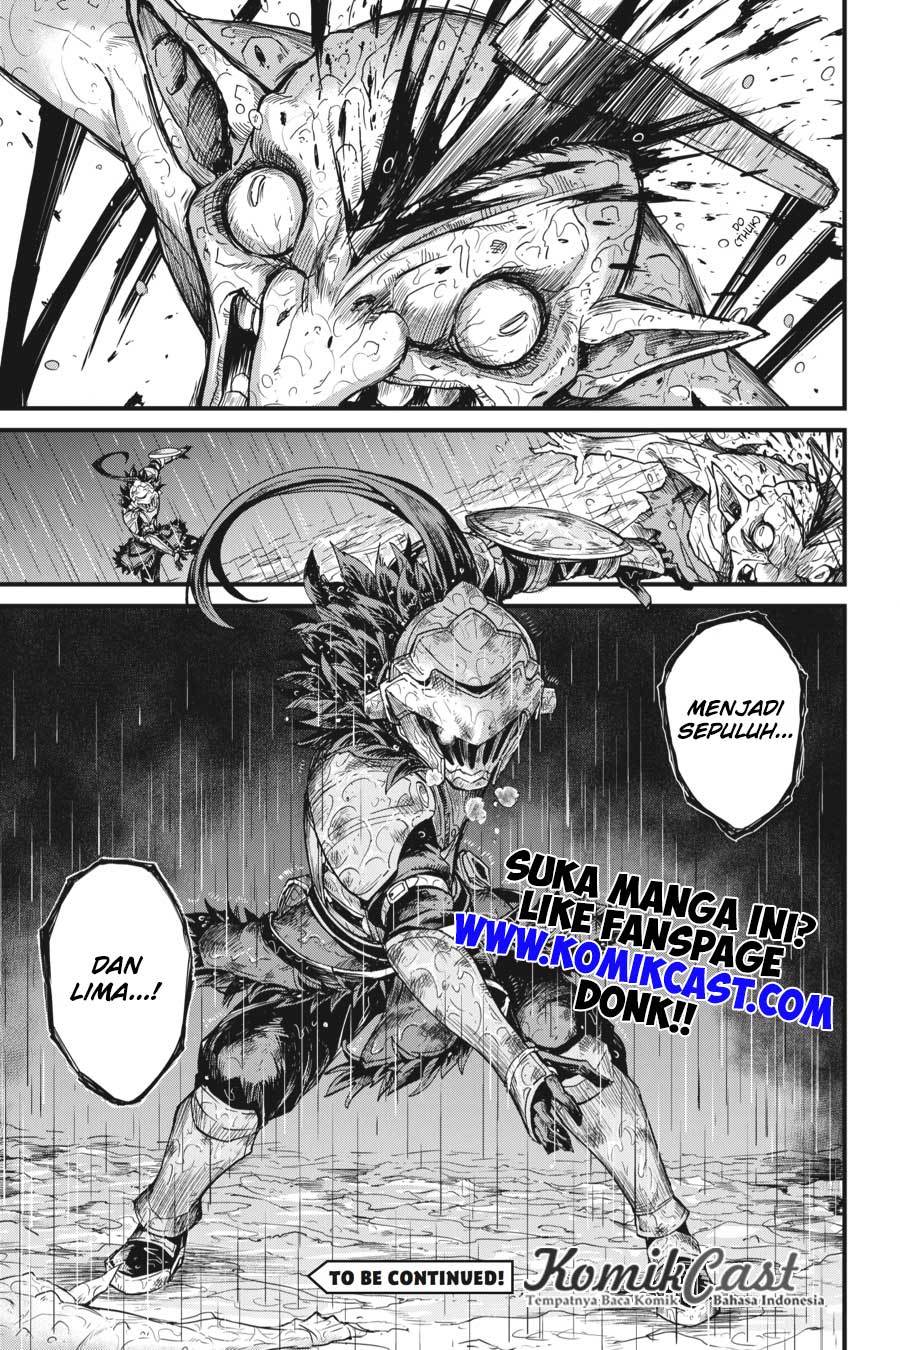 DO
(THUK)
MENJADI
SEPULUH...
SUKA MANGA INI?
LIKE FANSPAGE
WWW.KOMIKCAST.COM
DONK!!
DAN
LIMA...!
TO BE CONTINUED!
KomikCast
Tempatnya Baca Komik Bahasa Indonesia